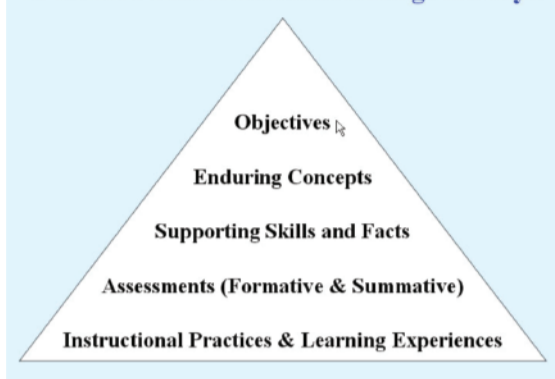 Objectives
Enduring Concepts
Supporting Skills and Facts
Assessments (Formative & Summative)
Instructional Practices & Learning Experiences